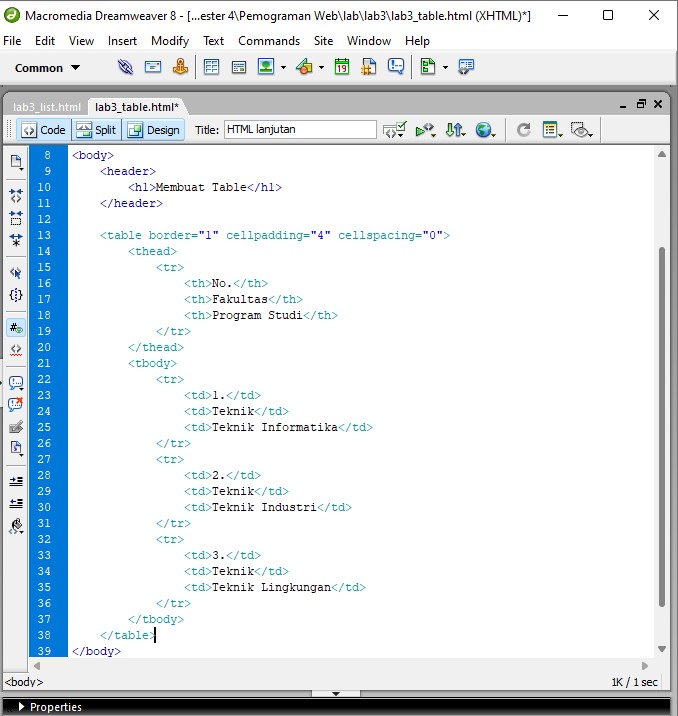 Macromedia Dreamweaver 8 - [...ester 4\Pemograman Web\lab\lab3\lab3_table.html (XHTML)*]
File Edit View Insert Modify Text Commands Site Window Help
Common
lab3_list.html lab3_table.html*
Code Split Design Title: HTML lanjutan
8 <body>
9 <header>
10 <h1>Membuat Table</h1>
11 </header>
12
13 <table border="1" cellpadding="4" cellspacing="0">
14 <thead>
15 <tr>
16 <th>No.</th>
17 <th>Fakultas</th>
18 <th>Program Studi</th>
19 </tr>
20 </thead>
21 <tbody>
22 <tr>
23 <td>1.</td>
24 <td>Teknik</td>
25 <td>Teknik Informatika</td>
26 </tr>
27 <tr>
28 <td>2.</td>
29 <td>Teknik</td>
30 <td>Teknik Industri</td>
31 </tr>
32 <tr>
33 <td>3.</td>
34 <td>Teknik</td>
35 <td>Teknik Lingkungan</td>
36 </tr>
37 </tbody>
38 </table>
39 </body>
<body> 1K / 1 sec
Properties